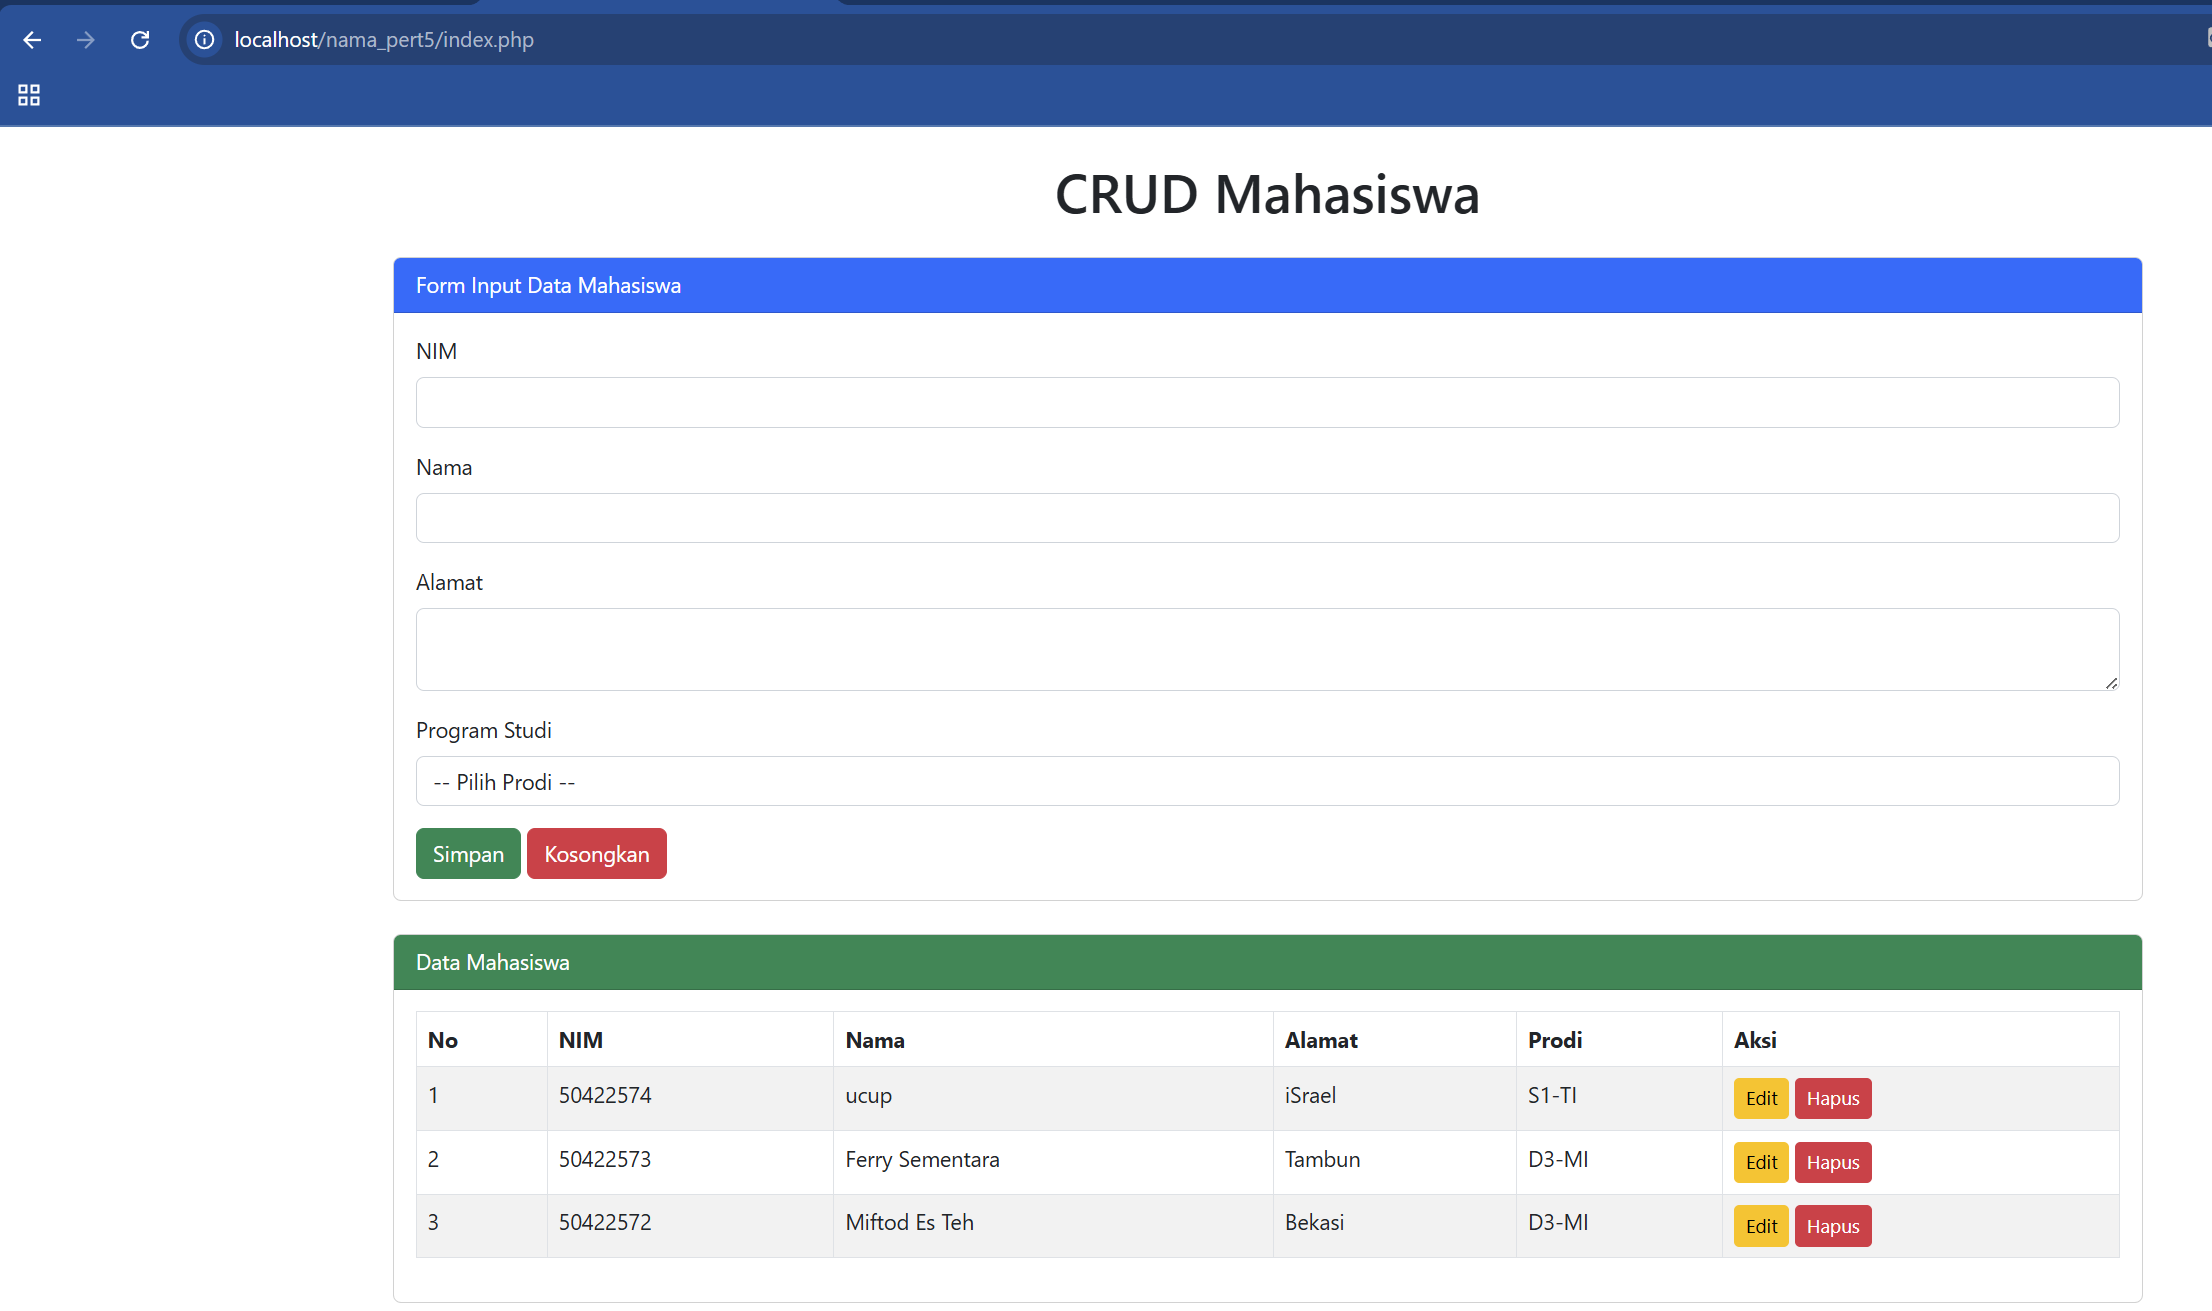 localhost/nama_pert5/index.php
CRUD Mahasiswa
Form Input Data Mahasiswa
NIM
Nama
Alamat
Program Studi
-- Pilih Prodi --
Simpan Kosongkan
Data Mahasiswa
No NIM Nama Alamat Prodi Aksi
1 50422574 ucup iSrael S1-TI Edit Hapus
2 50422573 Ferry Sementara Tambun D3-MI Edit Hapus
3 50422572 Miftod Es Teh Bekasi D3-MI Edit Hapus